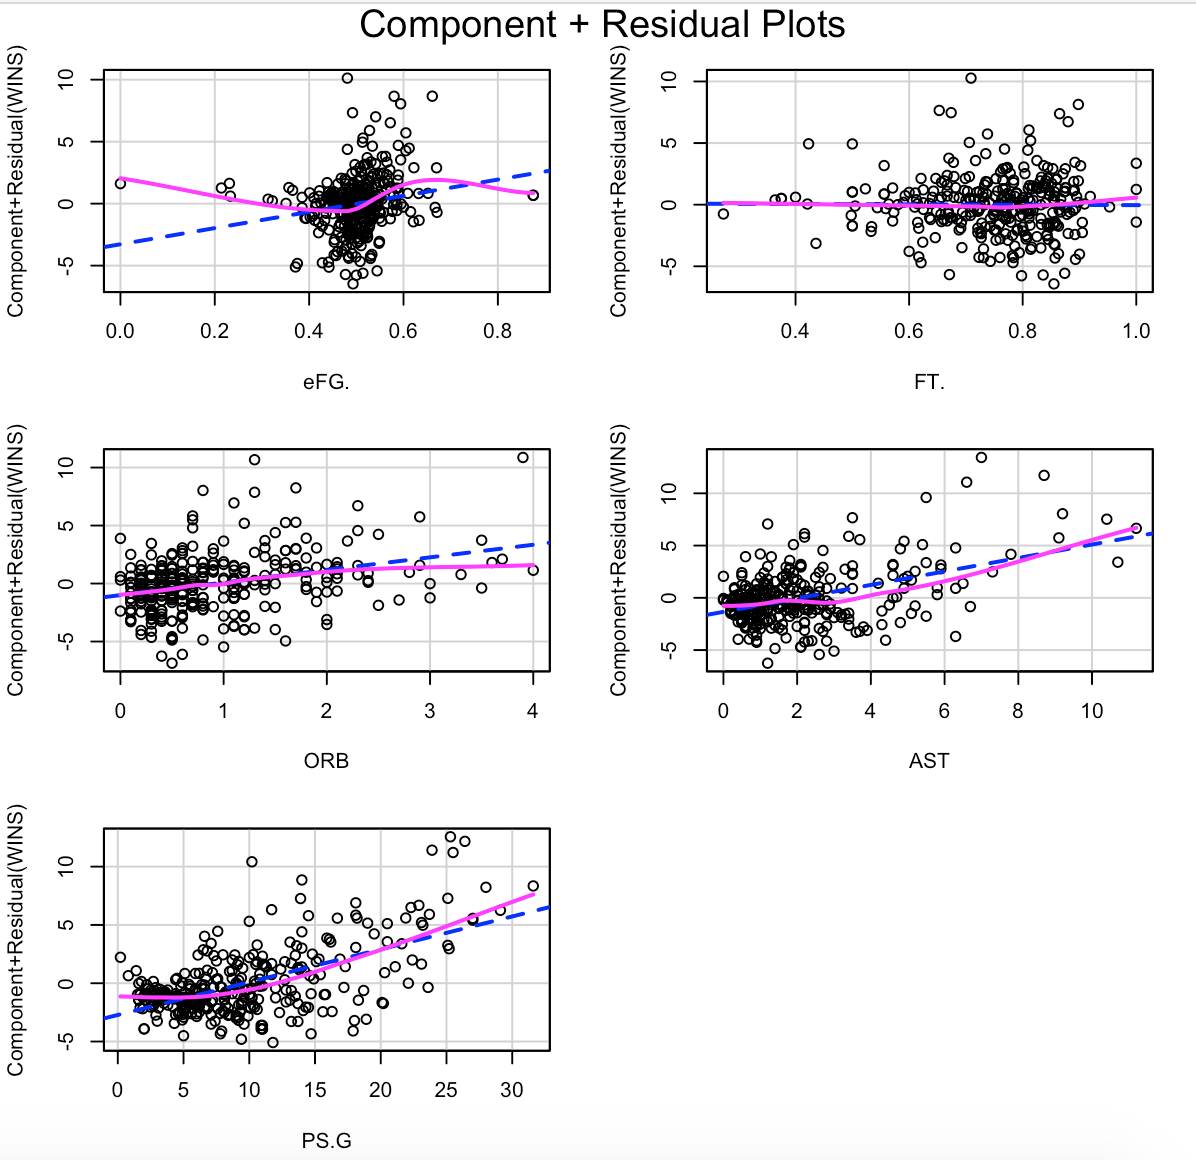 Component + Residual Plots
Component+Residual(WINS)
10
5
0
-5
0.0 0.2 0.4 0.6 0.8
eFG.
Component+Residual(WINS)
10
5
0
-5
0.4 0.6 0.8 1.0
FT.
Component+Residual(WINS)
10
5
0
-5
0 1 2 3 4
ORB
Component+Residual(WINS)
10
5
0
-5
0 2 4 6 8 10
AST
Component+Residual(WINS)
10
5
0
-5
0 5 10 15 20 25 30
PS.G